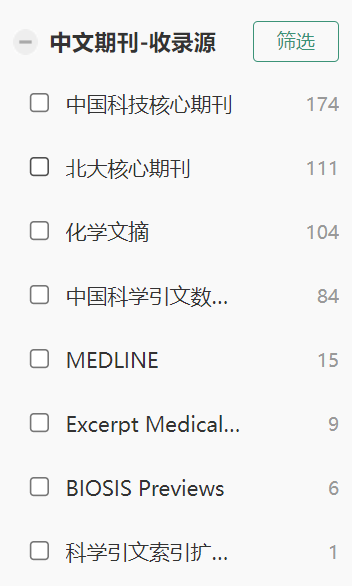 中文期刊-收录源 筛选
中国科技核心期刊 174
北大核心期刊 111
化学文摘 104
中国科学引文数... 84
MEDLINE 15
Excerpt Medical... 9
BIOSIS Previews 6
科学引文索引扩... 1